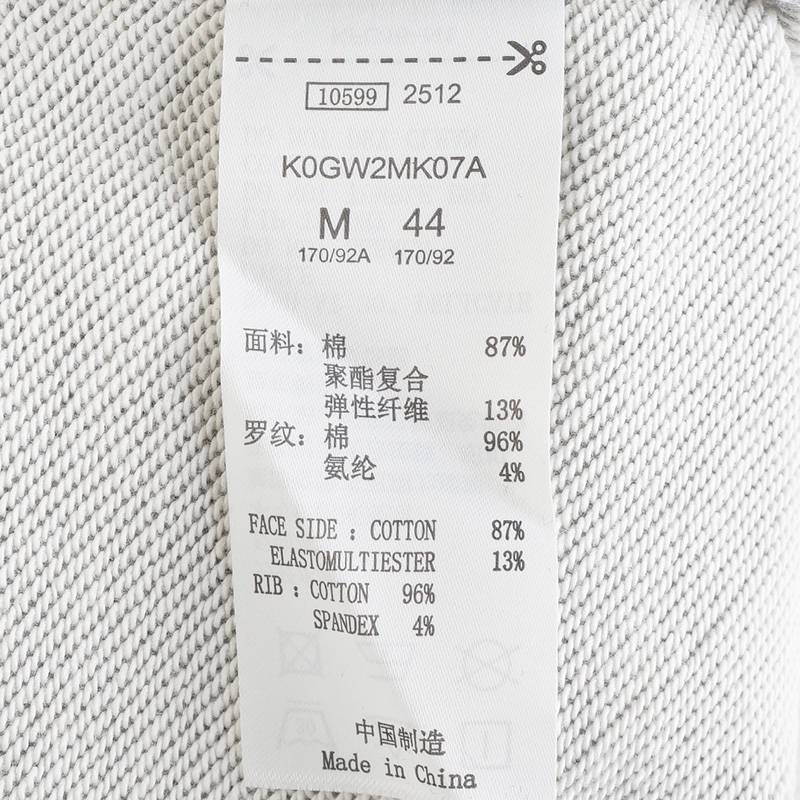 10599 2512
K0GW2MK07A
M 44
170/92A 170/92
面料：棉 87%
聚酯复合
弹性纤维 13%
罗纹：棉 96%
氨纶 4%
FACE SIDE : COTTON 87%
ELASTOMULTIESTER 13%
RIB : COTTON 96%
SPANDEX 4%
中国制造
Made in China